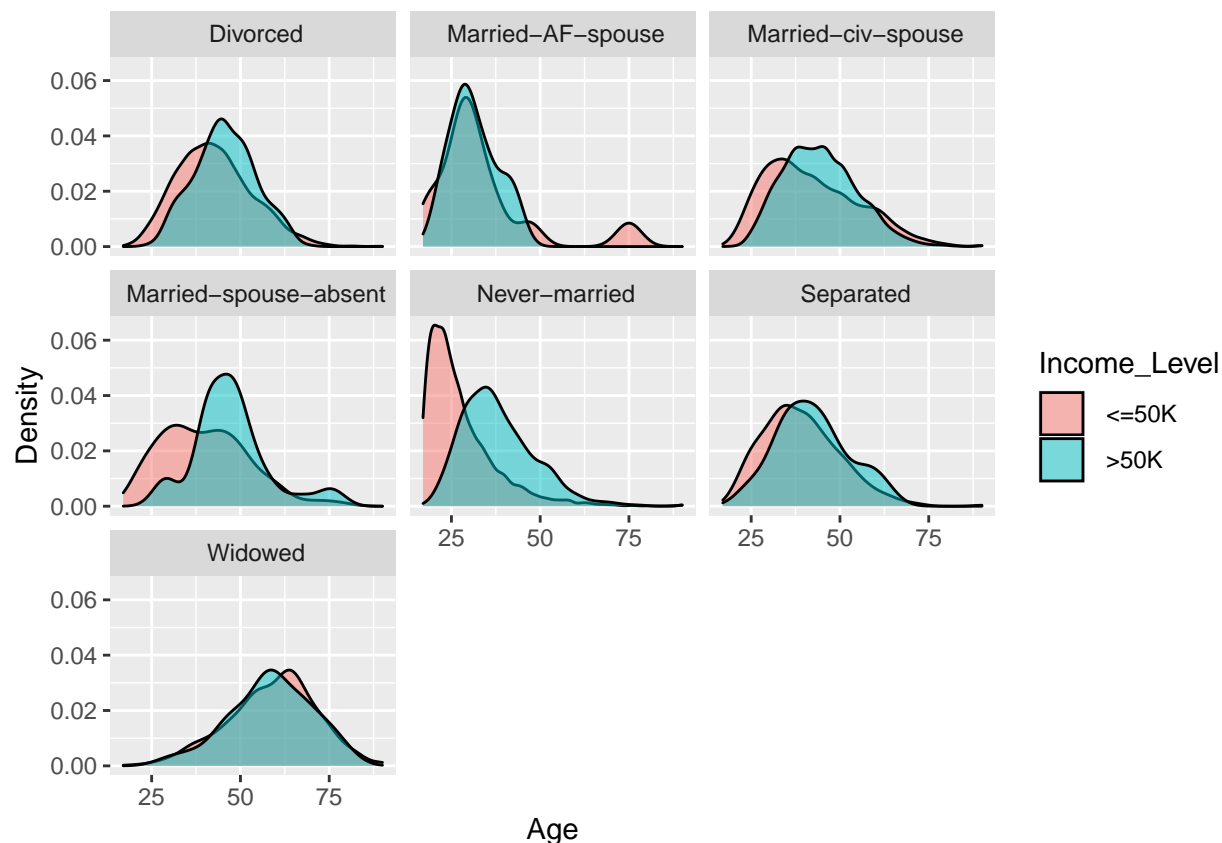 Divorced
Married−AF−spouse
Married−civ−spouse
0.06
0.04
0.02
0.00
Married−spouse−absent
Never−married
Separated
0.06
0.04
0.02
0.00
25 50 75
25 50 75
Widowed
0.06
0.04
0.02
0.00
25 50 75
Age
Density
Income_Level
<=50K
>50K